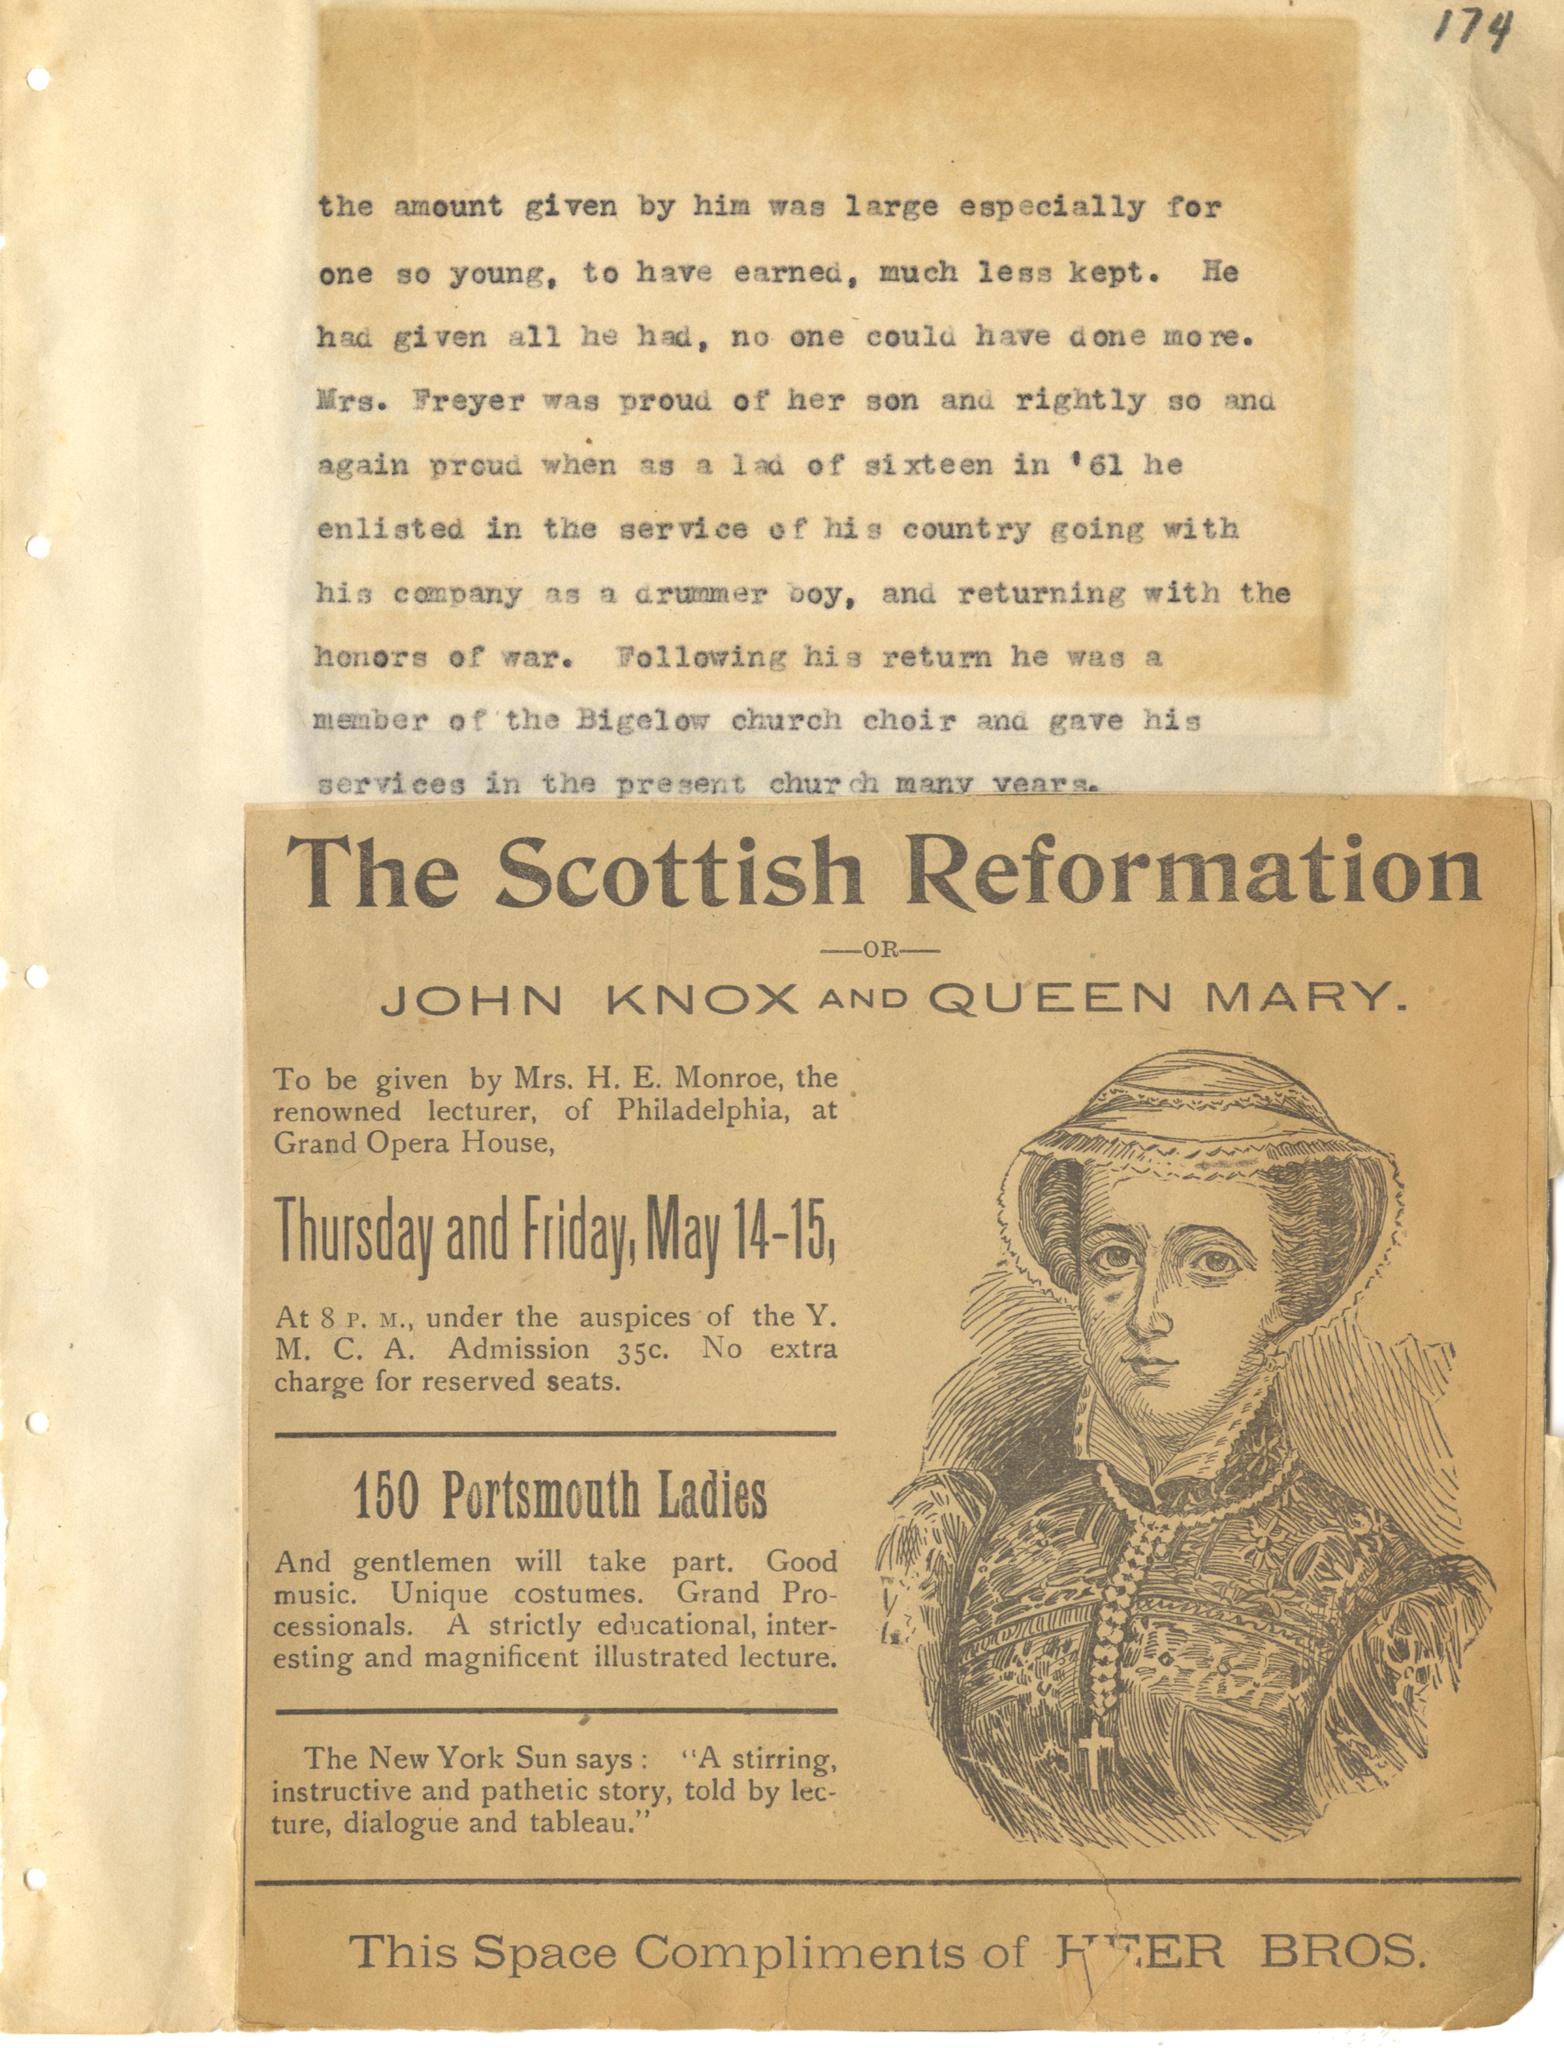 174
the amount given by him was large especially for
one so young, to have earned, much less kept. He
had given all he had, no one could have done more.
Mrs. Freyer was proud of her son and rightly so and
again proud when as a lad of sixteen in '61 he
enlisted in the service of his country going with
his company as a drummer boy, and returning with the
honors of war. Following his return he was a
member of the Bigelow church choir and gave his
services in the present church many years.
The Scottish Reformation
—OR—
JOHN KNOX AND QUEEN MARY.
To be given by Mrs. H. E. Monroe, the
renowned lecturer, of Philadelphia, at
Grand Opera House,
Thursday and Friday, May 14-15,
At 8 P. M., under the auspices of the Y.
M. C. A. Admission 35c. No extra
charge for reserved seats.
150 Portsmouth Ladies
And gentlemen will take part. Good
music. Unique costumes. Grand Pro-
cessionals. A strictly educational, inter-
esting and magnificent illustrated lecture.
The New York Sun says: "A stirring,
instructive and pathetic story, told by lec-
ture, dialogue and tableau."
This Space Compliments of HEER BROS.